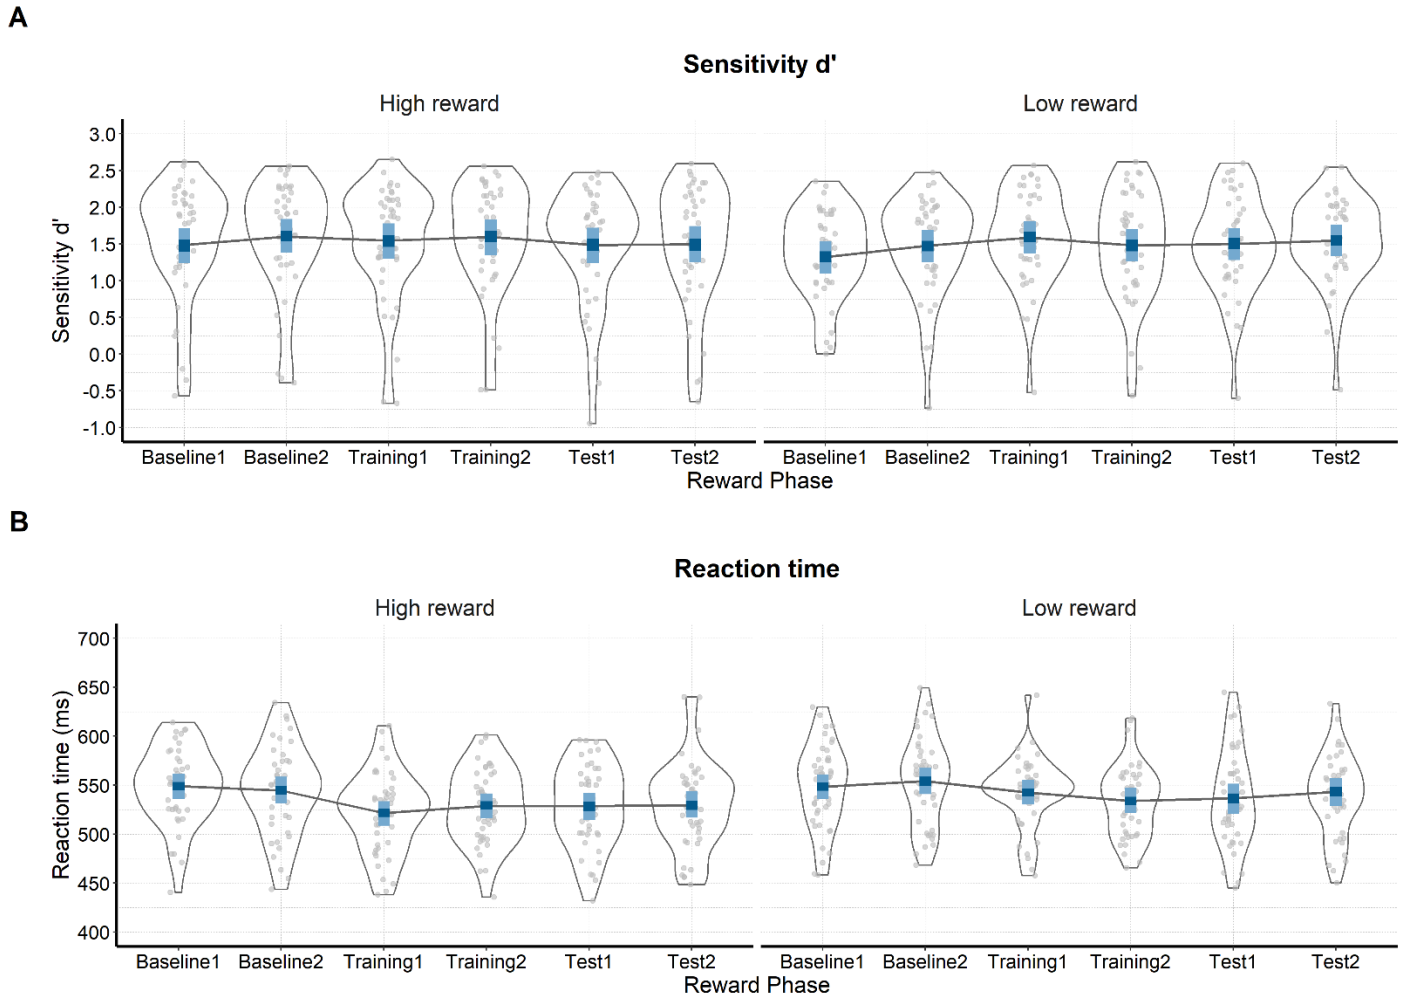 A
Sensitivity d'
High reward
Low reward
Sensitivity d'
3.0
2.5
2.0
1.5
1.0
0.5
0.0
-0.5
-1.0
Baseline1 Baseline2 Training1 Training2 Test1 Test2 Baseline1 Baseline2 Training1 Training2 Test1 Test2
Reward Phase
B
Reaction time
High reward
Low reward
Reaction time (ms)
700
650
600
550
500
450
400
Baseline1 Baseline2 Training1 Training2 Test1 Test2 Baseline1 Baseline2 Training1 Training2 Test1 Test2
Reward Phase